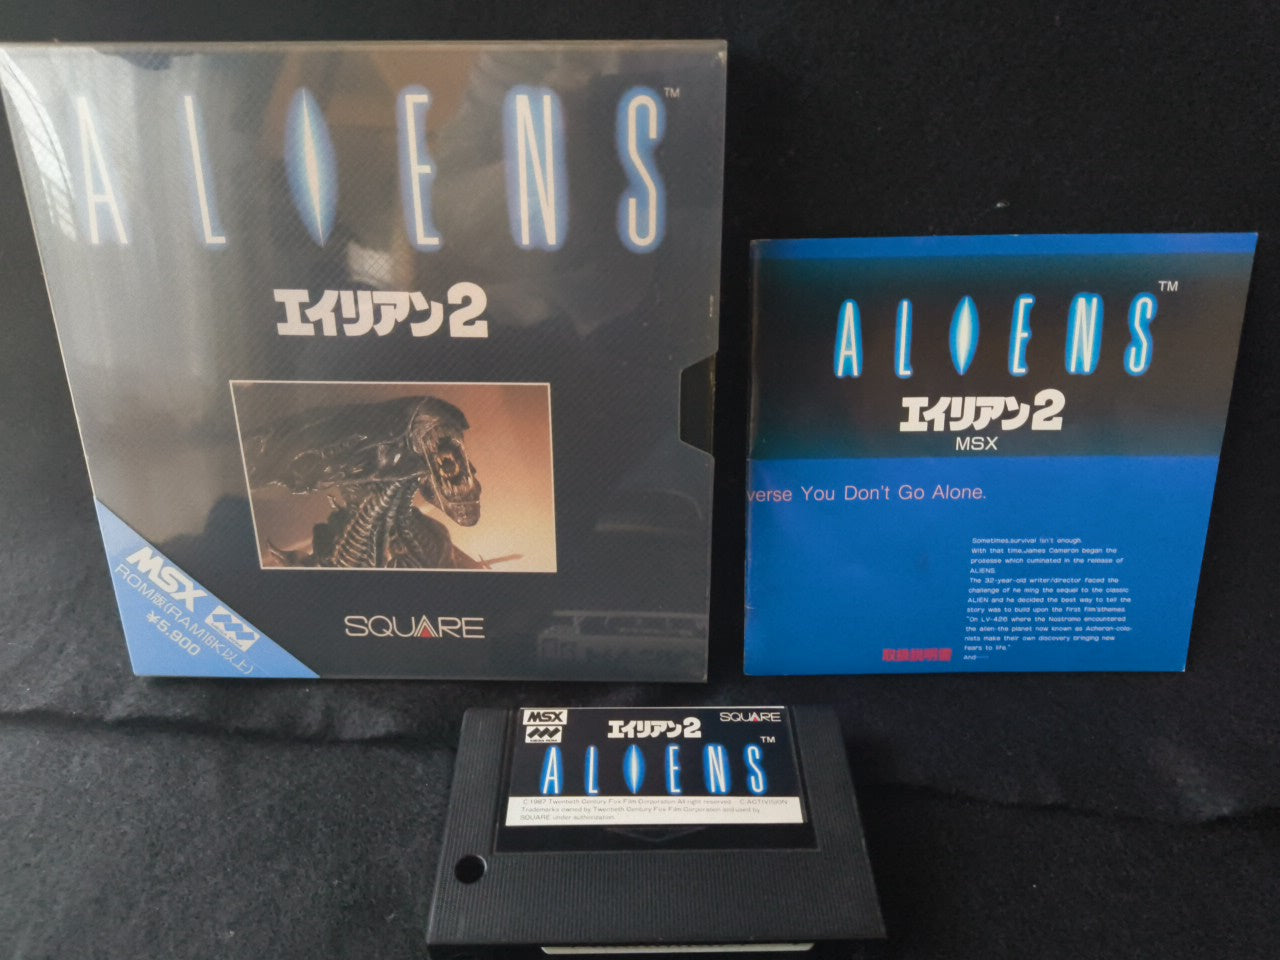 ALIENS™
エイリアン2
MSX
ROM版(RAM16K以上)
¥5,900
SQUARE
ALIENS
TM
エイリアン2
MSX
verse You Don't Go Alone.
Sometimes,survival isn't enough.
With that time,James Cameron began the
prosesse which cuminated in the release of
ALIENS.
The 32-year-old writer/director faced the
challenge of he ming the sequel to the classic
ALIEN and he decided the best way to tell the
story was to build upon the first film'sthemes
"On LV-426 where the Nostromo encountered
the alien-the planet now known as Acheron-colo-
nists make their own discovery bringing new
fears to life."
And……
取扱説明書
MSX
エイリアン2
SQUARE
MEGA ROM
ALIENS
TM
C.1987 Twentieth Century Fox Film Corporation All right reserved. C.ACTIVISION
Trademarks owned by Twentieth Century Fox Film Corporation and used by
SQUARE under authorization.